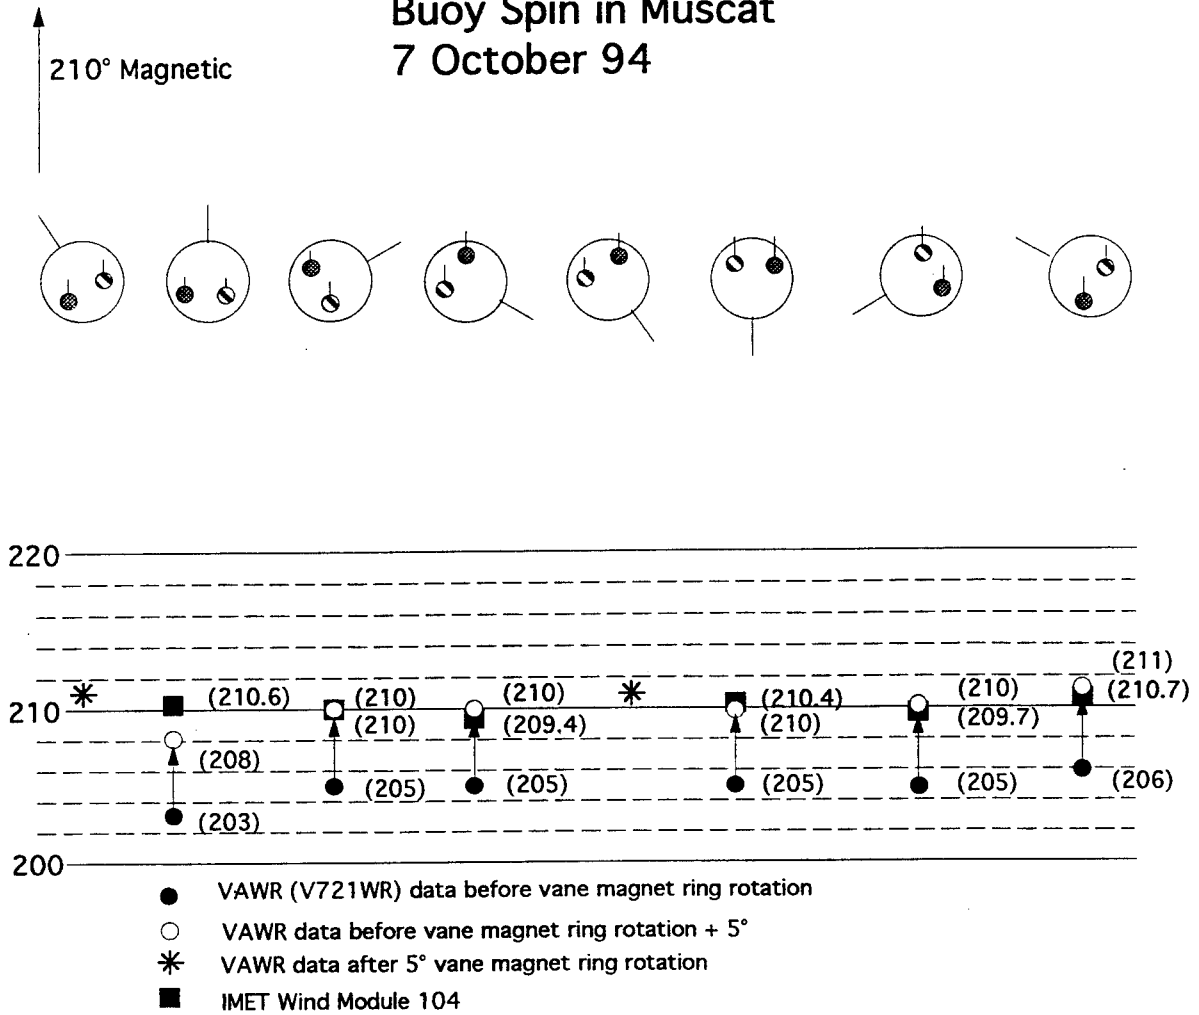 Buoy Spin in Muscat
7 October 94
210° Magnetic
220
(211)
(210.6) (210) (210) (210.4) (210) (210.7)
210
(210) (209.4) (210) (209.7)
(208)
(205) (205) (205) (205) (206)
(203)
200
VAWR (V721WR) data before vane magnet ring rotation
VAWR data before vane magnet ring rotation + 5°
VAWR data after 5° vane magnet ring rotation
IMET Wind Module 104